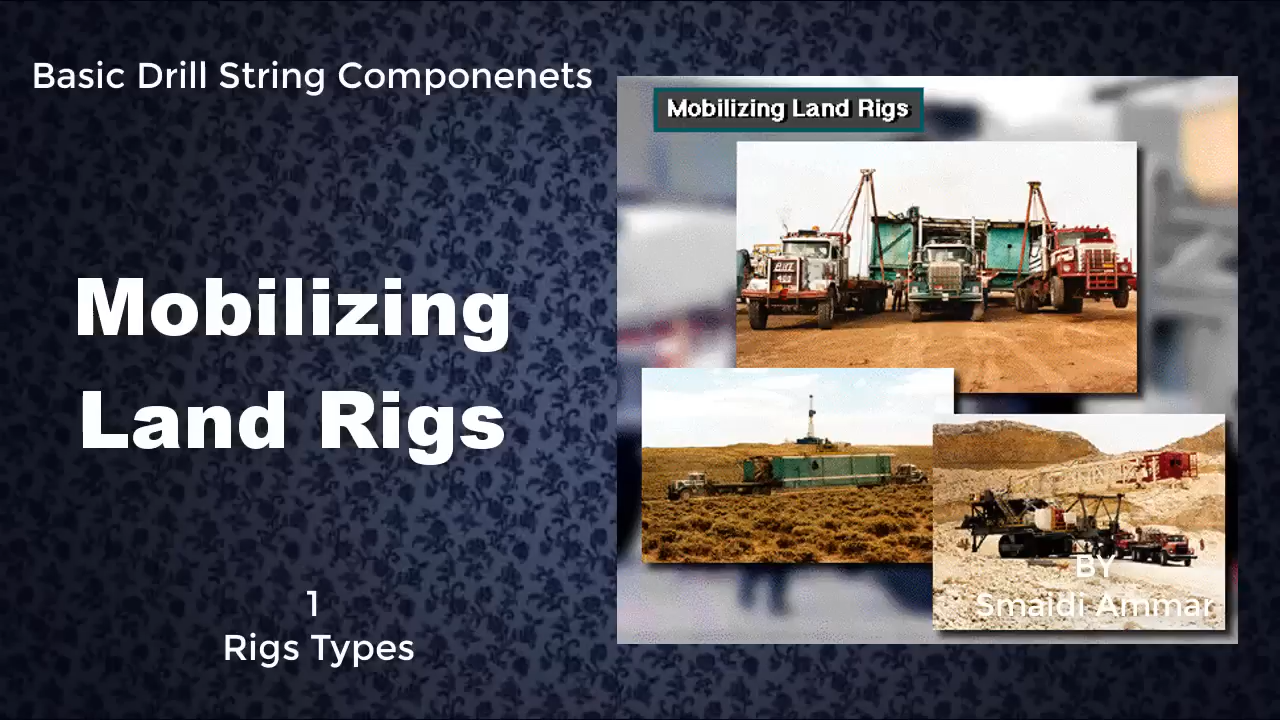 Basic Drill String Componenets
Mobilizing Land Rigs
Mobilizing
Land Rigs
1
Rigs Types
BY
Smaidi Ammar